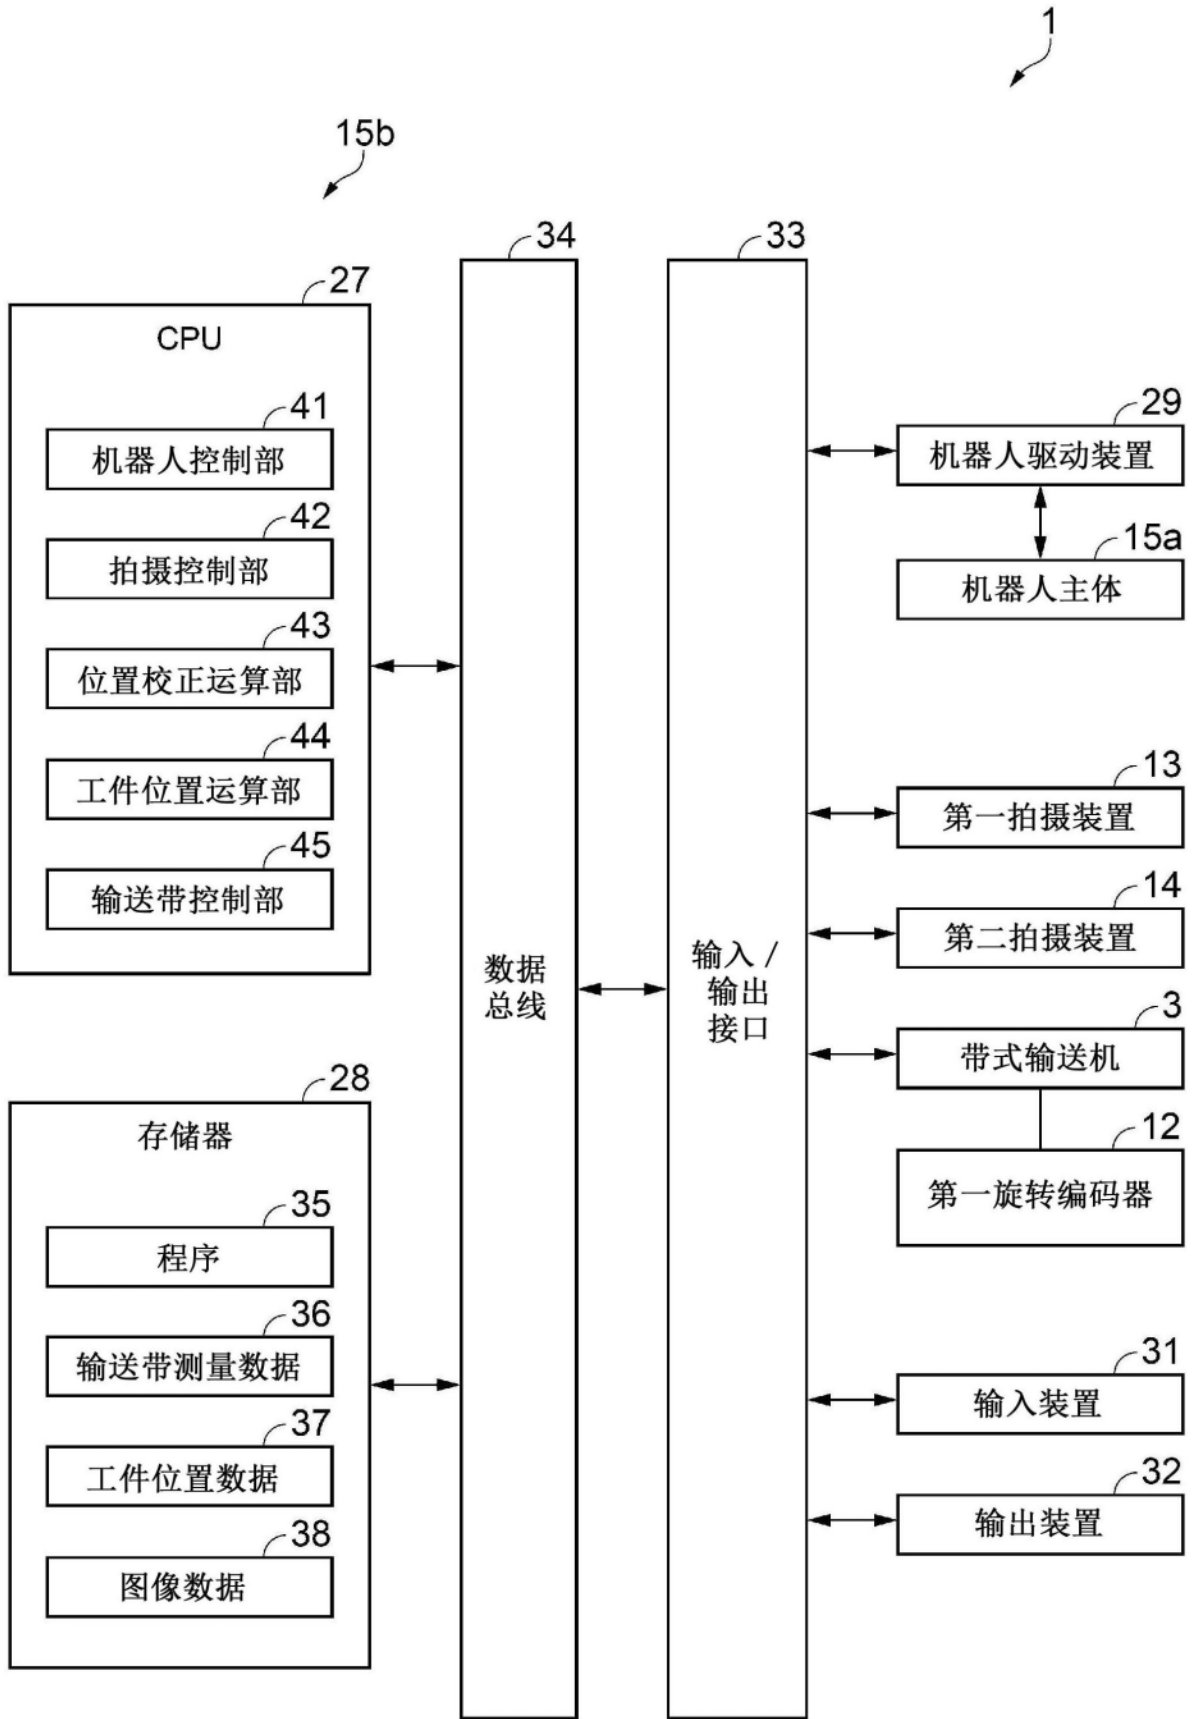 1
15b
34
33
27
CPU
41
机器人控制部
42
拍摄控制部
43
位置校正运算部
44
工件位置运算部
45
输送带控制部
28
存储器
35
程序
36
输送带测量数据
37
工件位置数据
38
图像数据
数据
总线
输入 /
输出
接口
29
机器人驱动装置
15a
机器人主体
13
第一拍摄装置
14
第二拍摄装置
3
带式输送机
12
第一旋转编码器
31
输入装置
32
输出装置